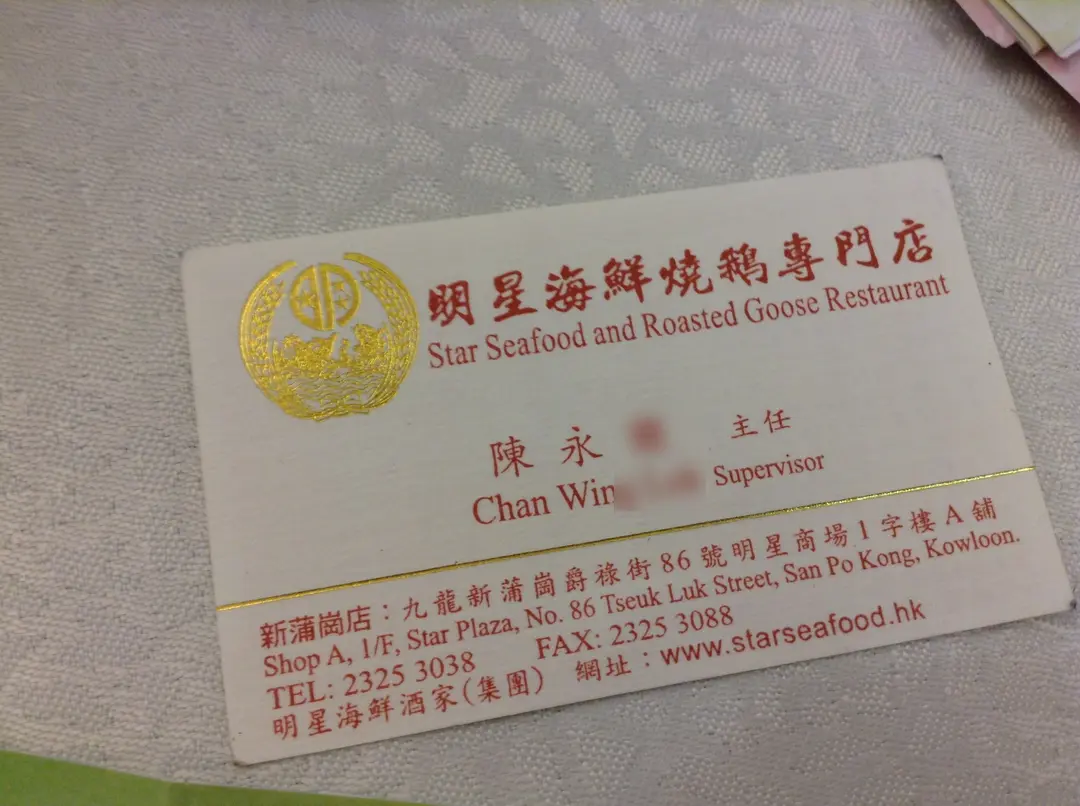 明星海鮮燒鵝專門店
Star Seafood and Roasted Goose Restaurant
陳永 主任
Chan Supervisor
新蒲崗店：九龍新蒲崗爵祿街86號明星商場1字樓A舖
Shop A, 1/F, Star Plaza, No. 86 Tseuk Luk Street, San Po Kong, Kowloon.
TEL: 2325 3038 FAX: 2325 3088
明星海鮮酒家(集團) 網址：www.starseafood.hk